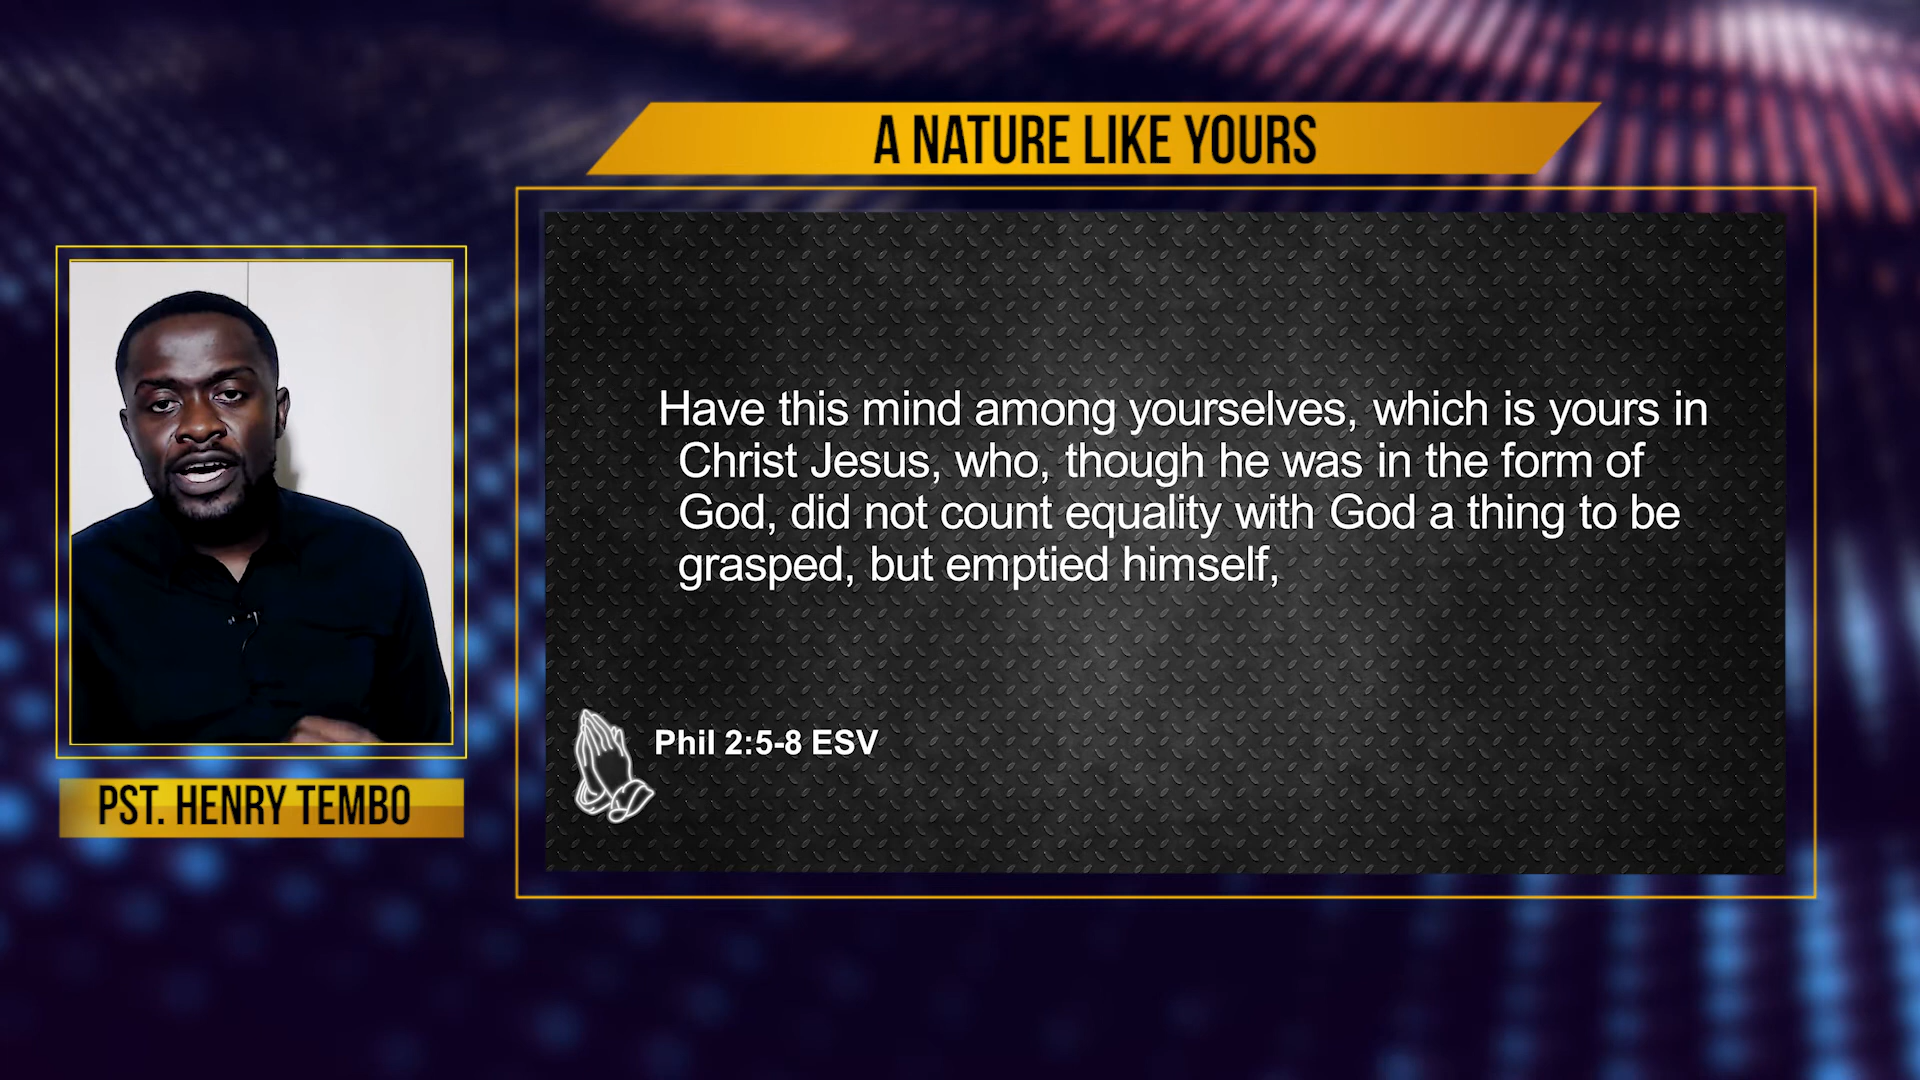 A NATURE LIKE YOURS
Have this mind among yourselves, which is yours in
Christ Jesus, who, though he was in the form of
God, did not count equality with God a thing to be
grasped, but emptied himself,
Phil 2:5-8 ESV
PST. HENRY TEMBO